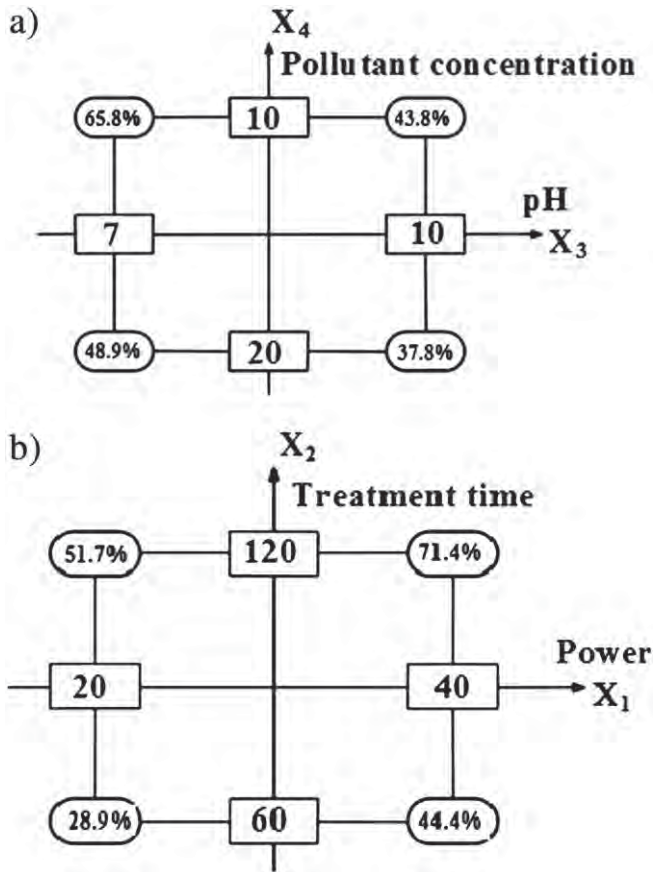 a)
X4
Pollutant concentration
65.8% 10 43.8%
pH
7 10
X3
48.9% 20 37.8%
b)
X2
Treatment time
51.7% 120 71.4%
Power
20 40
X1
28.9% 60 44.4%